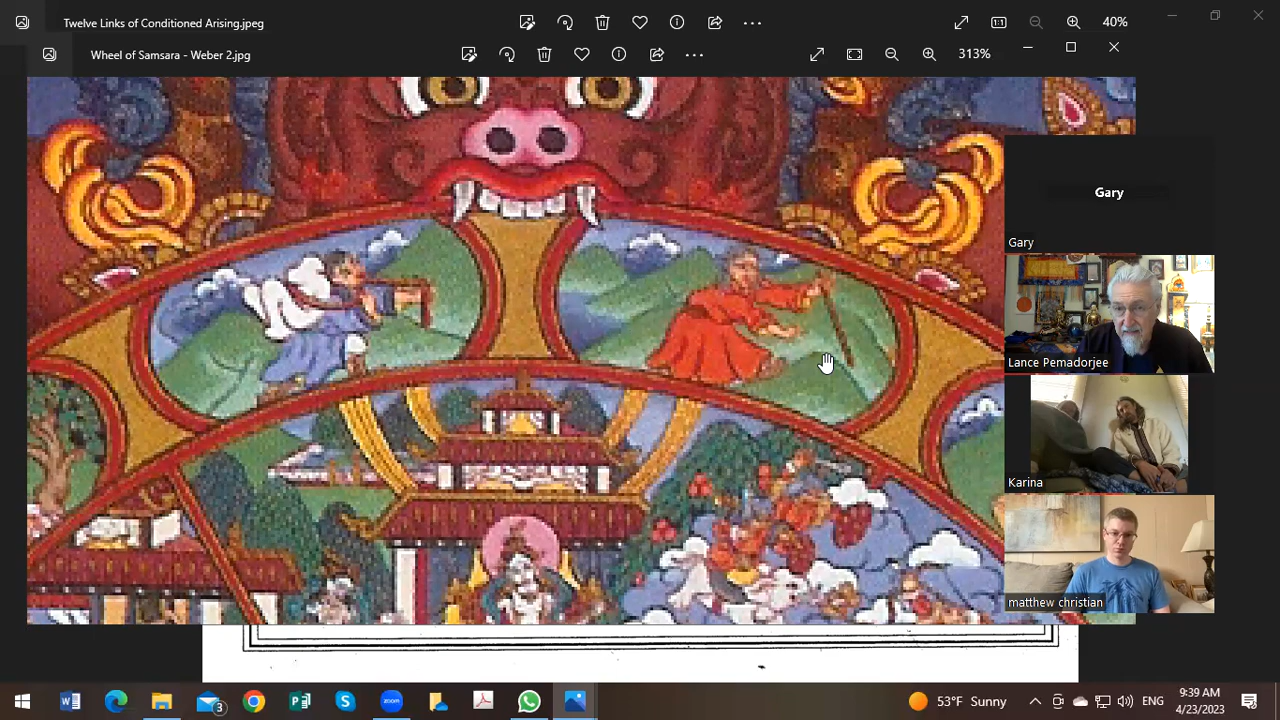 Twelve Links of Conditioned Arising.jpeg
40%
Wheel of Samsara - Weber 2.jpg
313%
Gary
Gary
Lance Pemadorjee
Karina
matthew christian
3
53°F Sunny
ENG
9:39 AM
4/23/2023